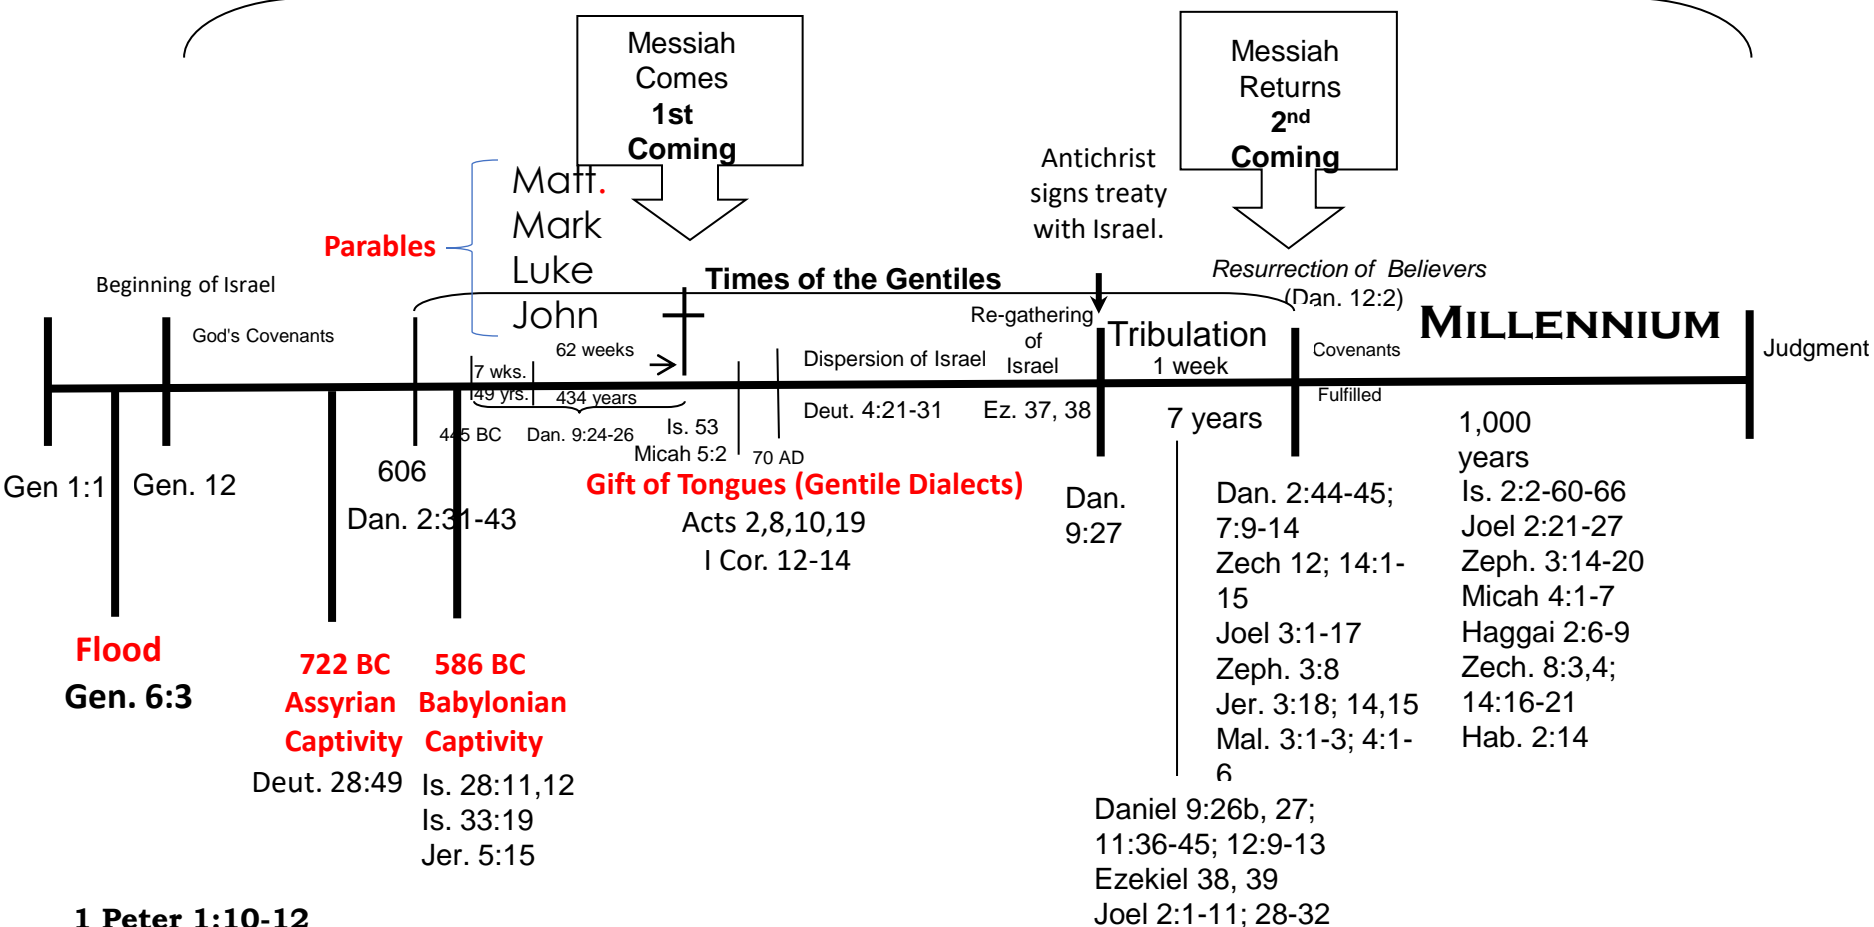 Messiah
Comes
1st
Coming
Messiah
Returns
2nd
Coming
Antichrist
signs treaty
with Israel.
Matt.
Mark
Luke
John
Parables
Times of the Gentiles
Resurrection of Believers
(Dan. 12:2)
Beginning of Israel
God's Covenants
62 weeks
7 wks.
49 yrs.
434 years
445 BC
Dan. 9:24-26
Is. 53
Micah 5:2
70 AD
Dispersion of Israel
Deut. 4:21-31
Re-gathering
of
Israel
Ez. 37, 38
Tribulation
1 week
7 years
Covenants
Fulfilled
MILLENNIUM
Judgment
Gen 1:1
Gen. 12
606
Dan. 2:31-43
Gift of Tongues (Gentile Dialects)
Acts 2,8,10,19
I Cor. 12-14
Dan.
9:27
Dan. 2:44-45;
7:9-14
Zech 12; 14:1-
15
Joel 3:1-17
Zeph. 3:8
Jer. 3:18; 14,15
Mal. 3:1-3; 4:1-
6
1,000
years
Is. 2:2-60-66
Joel 2:21-27
Zeph. 3:14-20
Micah 4:1-7
Haggai 2:6-9
Zech. 8:3,4;
14:16-21
Hab. 2:14
Flood
Gen. 6:3
722 BC
Assyrian
Captivity
Deut. 28:49
586 BC
Babylonian
Captivity
Is. 28:11,12
Is. 33:19
Jer. 5:15
Daniel 9:26b, 27;
11:36-45; 12:9-13
Ezekiel 38, 39
Joel 2:1-11; 28-32
1 Peter 1:10-12